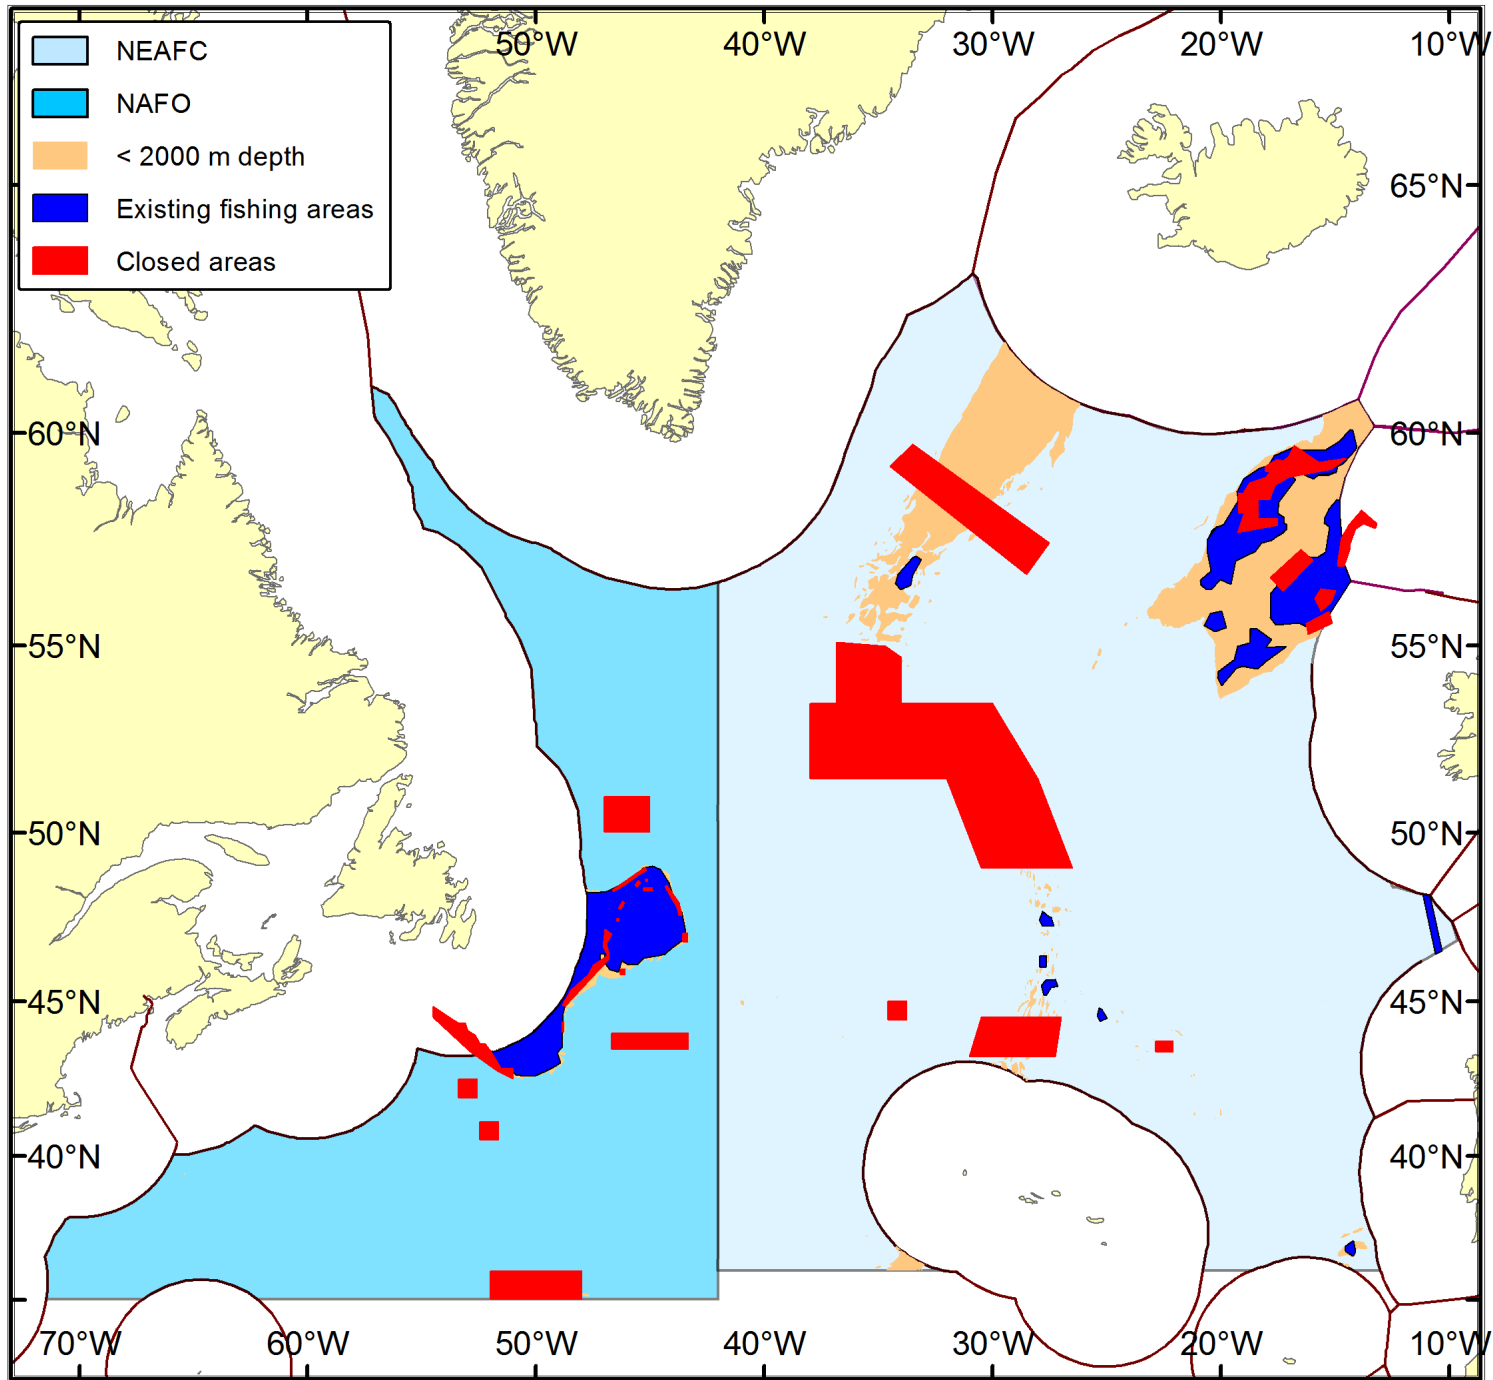 50°W 40°W 30°W 20°W 10°W
NEAFC
NAFO
< 2000 m depth
Existing fishing areas
Closed areas
65°N
60°N 60°N
55°N 55°N
50°N 50°N
45°N 45°N
40°N 40°N
70°W 60°W 50°W 40°W 30°W 20°W 10°W